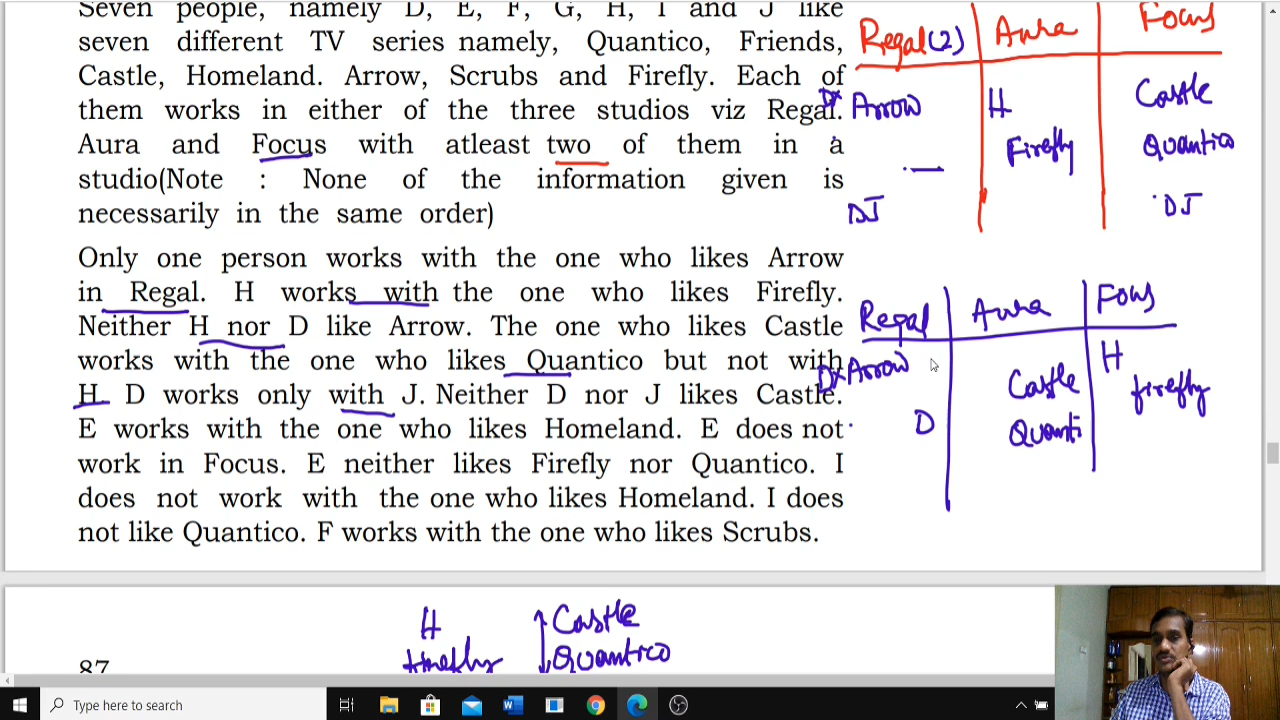 Seven people, namely D, E, F, G, H, I and J like
seven different TV series namely, Quantico, Friends,
Castle, Homeland. Arrow, Scrubs and Firefly. Each of
them works in either of the three studios viz Regal.
Aura and Focus with atleast two of them in a
studio(Note : None of the information given is
necessarily in the same order)
Only one person works with the one who likes Arrow
in Regal. H works with the one who likes Firefly.
Neither H nor D like Arrow. The one who likes Castle
works with the one who likes Quantico but not with
H. D works only with J. Neither D nor J likes Castle.
E works with the one who likes Homeland. E does not
work in Focus. E neither likes Firefly nor Quantico. I
does not work with the one who likes Homeland. I does
not like Quantico. F works with the one who likes Scrubs.
Regal(2) Aura Focus
Dx Arrow H Castle
Firefly Quantico
DJ DJ
Regal Aura Focus
Dx Arrow H
Castle firefly
D Quanti
H Castle
Quantico
87
Type here to search